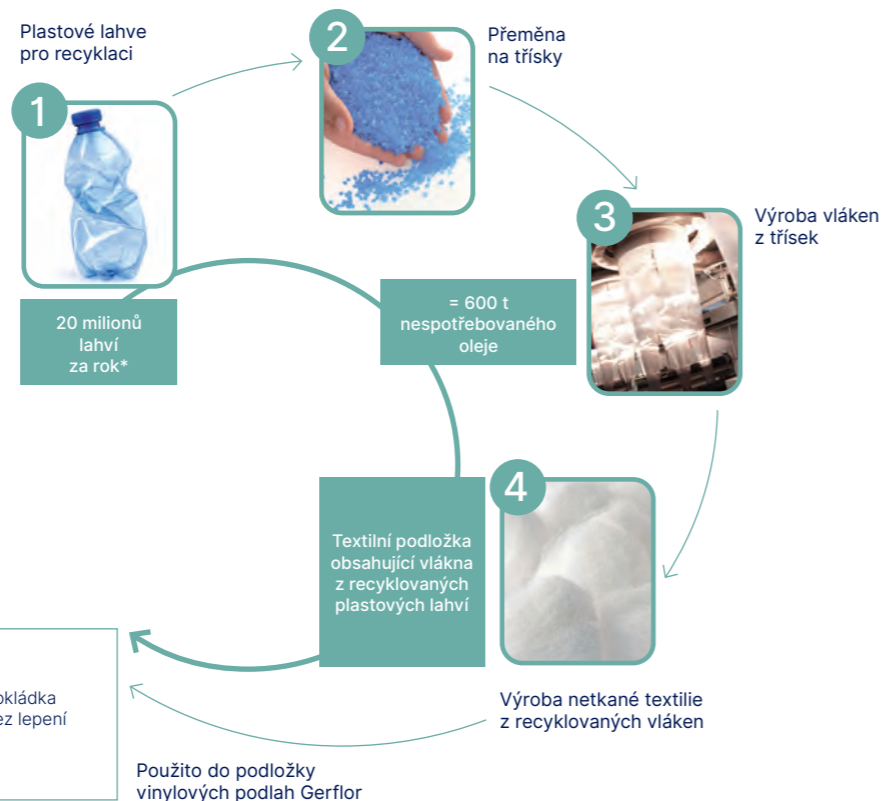 Plastové lahve
pro recyklaci
1
20 milionů
lahví
za rok*
2
Přeměna
na třísky
= 600 t
nespotřebovaného
oleje
3
Výroba vláken
z třísek
4
Textilní podložka
obsahující vlákna
z recyklovaných
plastových lahví
Výroba netkané textilie
z recyklovaných vláken
Použito do podložky
vinylových podlah Gerflor
lepení